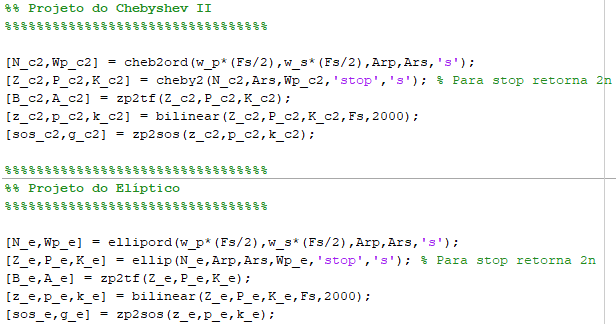 %% Projeto do Chebyshev II
%%%%%%%%%%%%%%%%%%%%%%%%%%%%%%%%%
[N_c2,Wp_c2] = cheb2ord(w_p*(Fs/2),w_s*(Fs/2),Arp,Ars,'s');
[Z_c2,P_c2,K_c2] = cheby2(N_c2,Ars,Wp_c2,'stop','s'); % Para stop retorna 2n
[B_c2,A_c2] = zp2tf(Z_c2,P_c2,K_c2);
[z_c2,p_c2,k_c2] = bilinear(Z_c2,P_c2,K_c2,Fs,2000);
[sos_c2,g_c2] = zp2sos(z_c2,p_c2,k_c2);
%%%%%%%%%%%%%%%%%%%%%%%%%%%%%%%%%
%% Projeto do Elíptico
%%%%%%%%%%%%%%%%%%%%%%%%%%%%%%%%%
[N_e,Wp_e] = ellipord(w_p*(Fs/2),w_s*(Fs/2),Arp,Ars,'s');
[Z_e,P_e,K_e] = ellip(N_e,Arp,Ars,Wp_e,'stop','s'); % Para stop retorna 2n
[B_e,A_e] = zp2tf(Z_e,P_e,K_e);
[z_e,p_e,k_e] = bilinear(Z_e,P_e,K_e,Fs,2000);
[sos_e,g_e] = zp2sos(z_e,p_e,k_e);